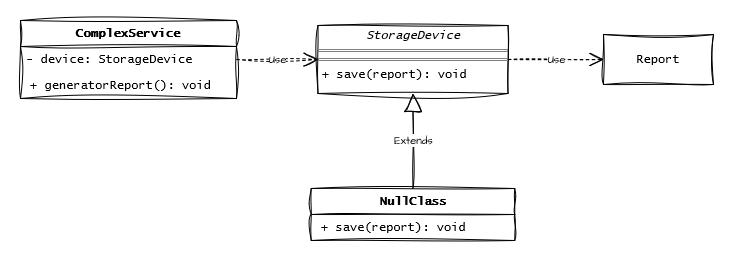 ComplexService
- device: StorageDevice
+ generatorReport(): void
Use
StorageDevice
+ save(report): void
Use
Report
Extends
NullClass
+ save(report): void